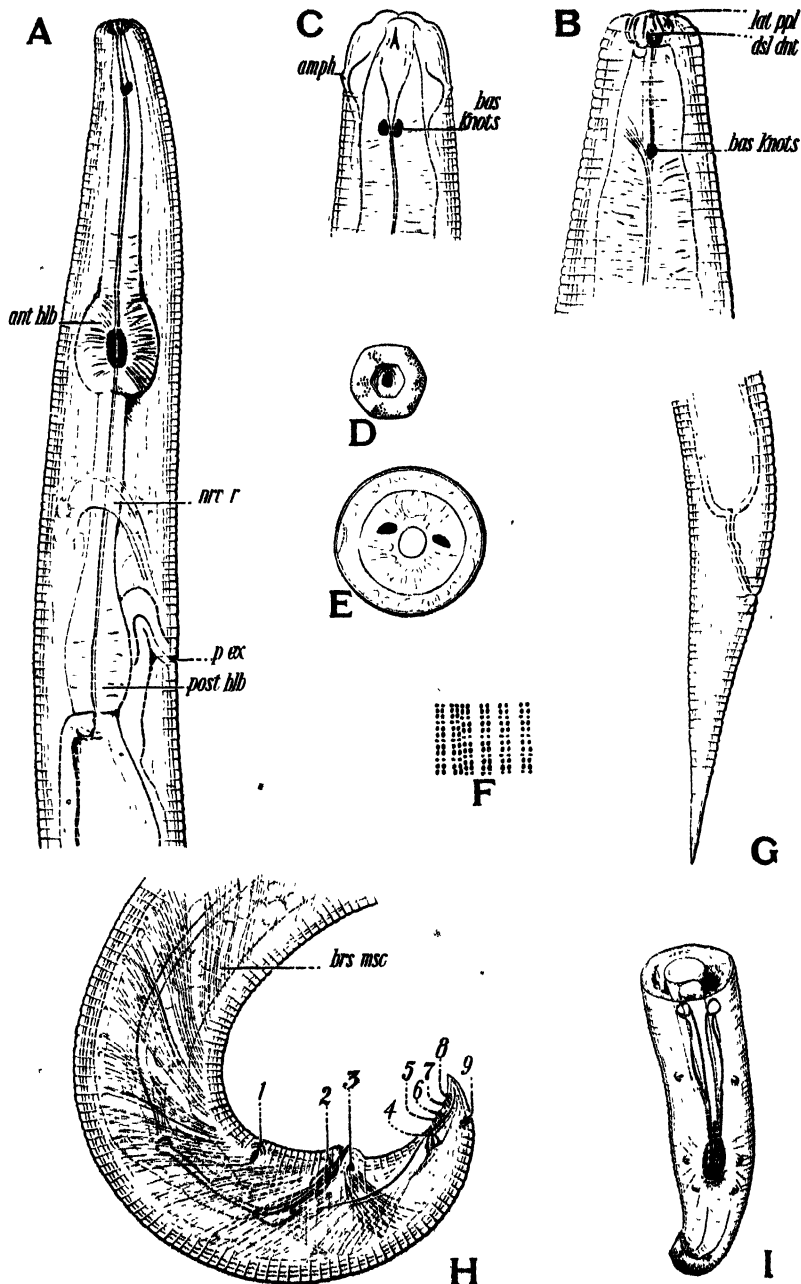 A
C
B
lat ppl
dsl dnt
amph
bas
Knots
bas Knots
ant blb
D
nrv r
E
p ex
post blb
F
G
brs msc
1
2
3
4
5
6
7
8
9
H
I